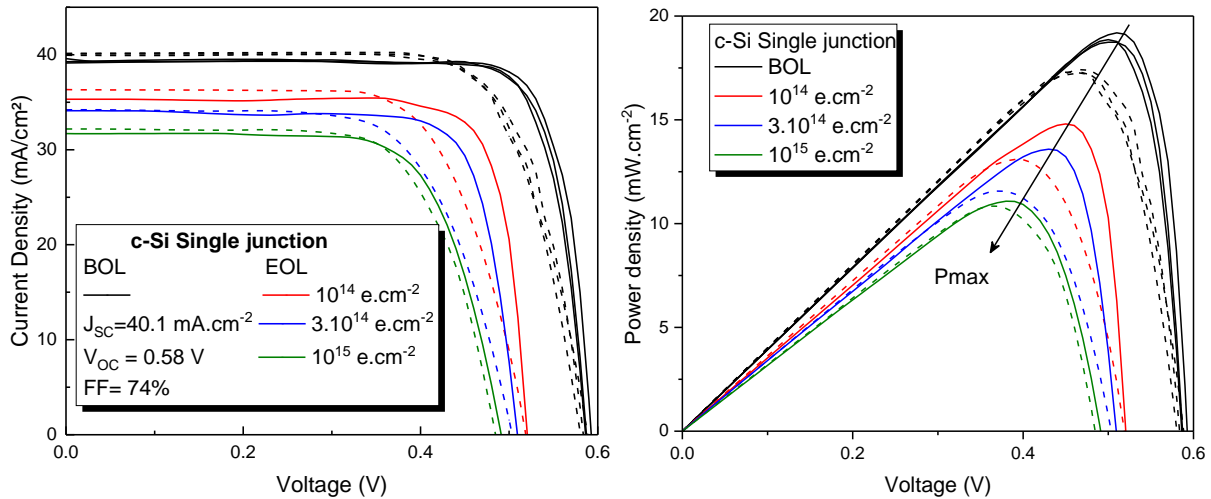 Current Density (mA/cm²)
40
30
20
10
0
c-Si Single junction
BOL EOL
10¹⁴ e.cm⁻²
J_SC=40.1 mA.cm⁻² 3.10¹⁴ e.cm⁻²
V_OC = 0.58 V 10¹⁵ e.cm⁻²
FF= 74%
0.0 0.2 0.4 0.6
Voltage (V)
Power density (mW.cm⁻²)
20
15
10
5
0
c-Si Single junction
BOL
10¹⁴ e.cm⁻²
3.10¹⁴ e.cm⁻²
10¹⁵ e.cm⁻²
Pmax
0.0 0.2 0.4 0.6
Voltage (V)